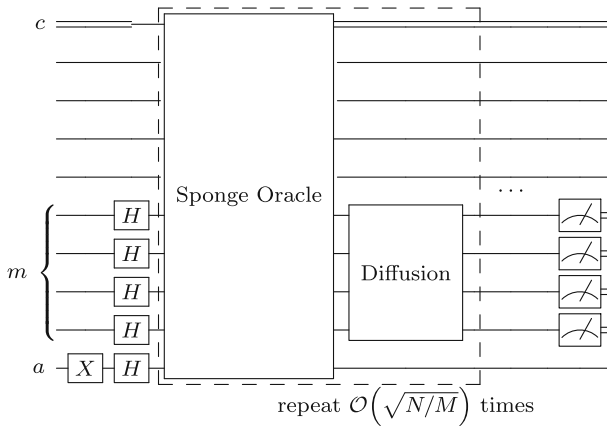 c
Sponge Oracle
. . .
H
H
m
Diffusion
H
H
a X H
repeat O(√N/M) times